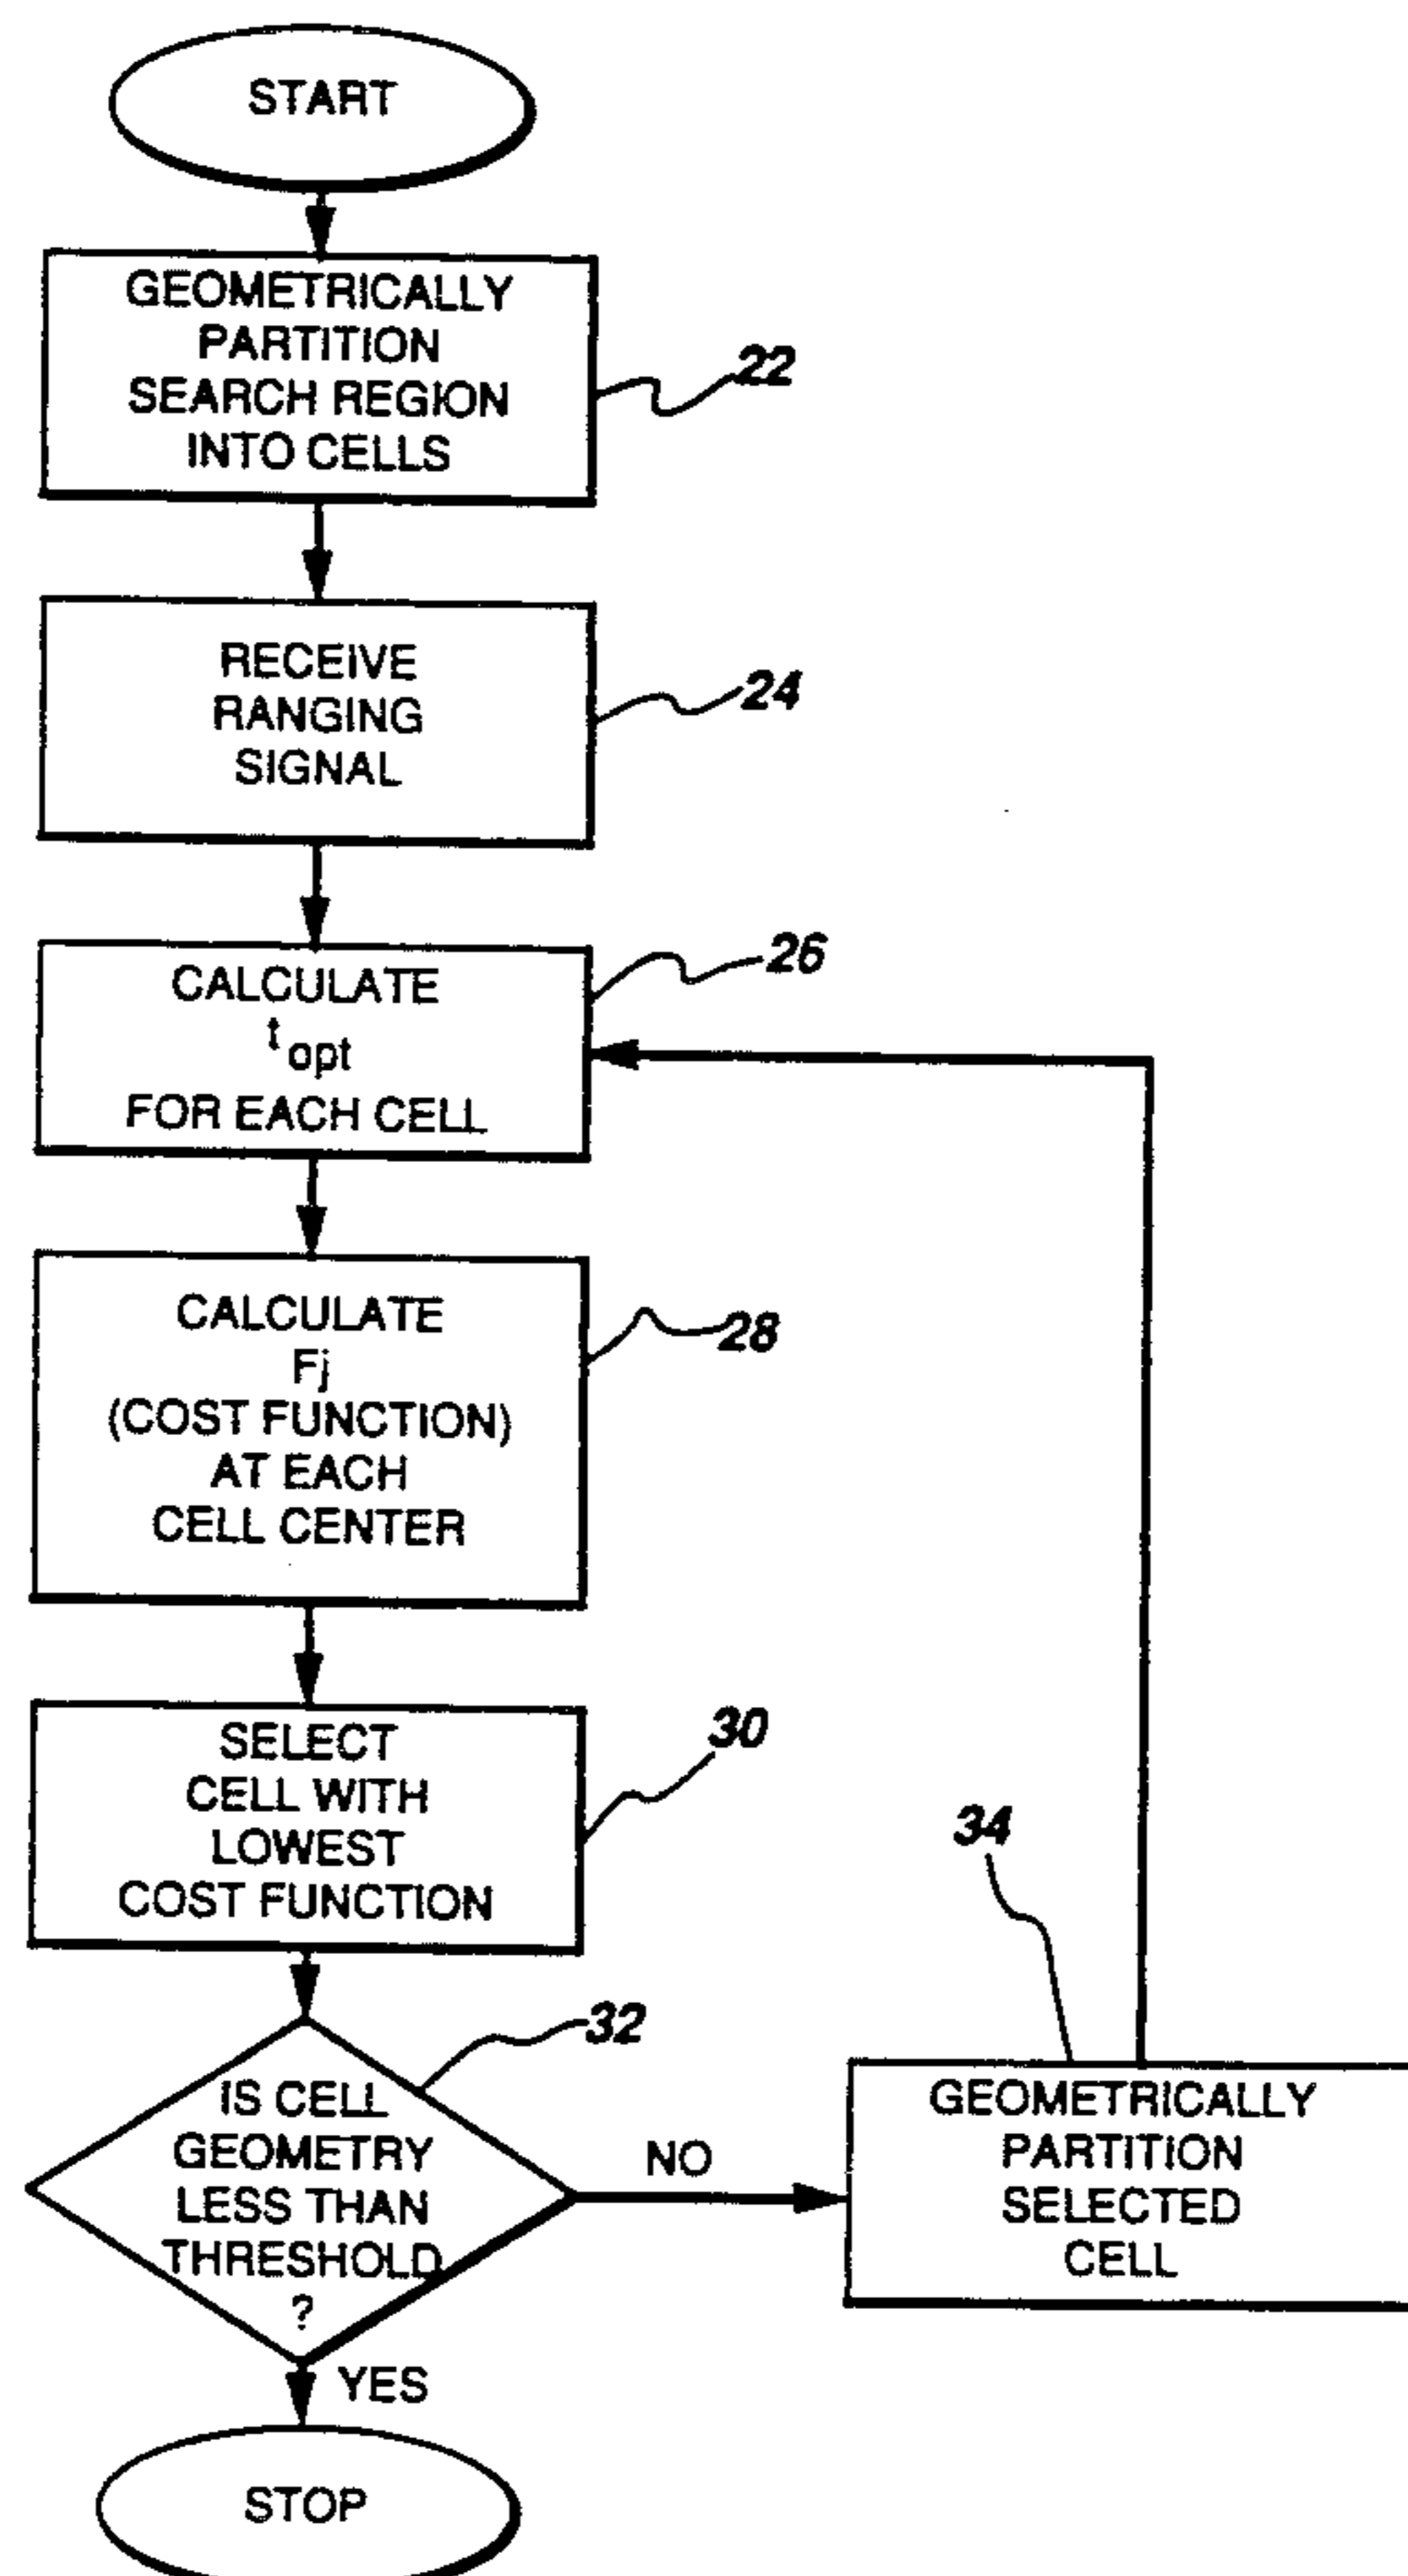 START
GEOMETRICALLY
PARTITION
SEARCH REGION
INTO CELLS
22
RECEIVE
RANGING
SIGNAL
24
CALCULATE
t opt
FOR EACH CELL
26
CALCULATE
Fj
(COST FUNCTION)
AT EACH
CELL CENTER
28
SELECT
CELL WITH
LOWEST
COST FUNCTION
30
IS CELL
GEOMETRY
LESS THAN
THRESHOLD
?
32
NO
34
GEOMETRICALLY
PARTITION
SELECTED
CELL
YES
STOP